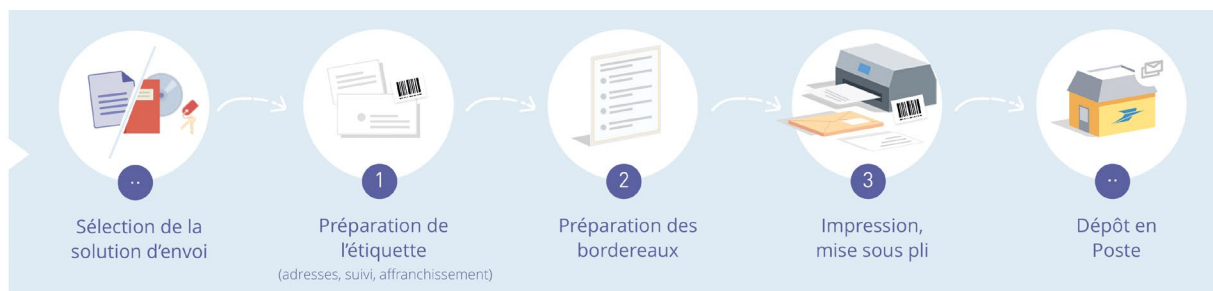 ..
Sélection de la
solution d'envoi
1
Préparation de
l'étiquette
(adresses, suivi, affranchissement)
2
Préparation des
bordereaux
3
Impression,
mise sous pli
..
Dépôt en
Poste